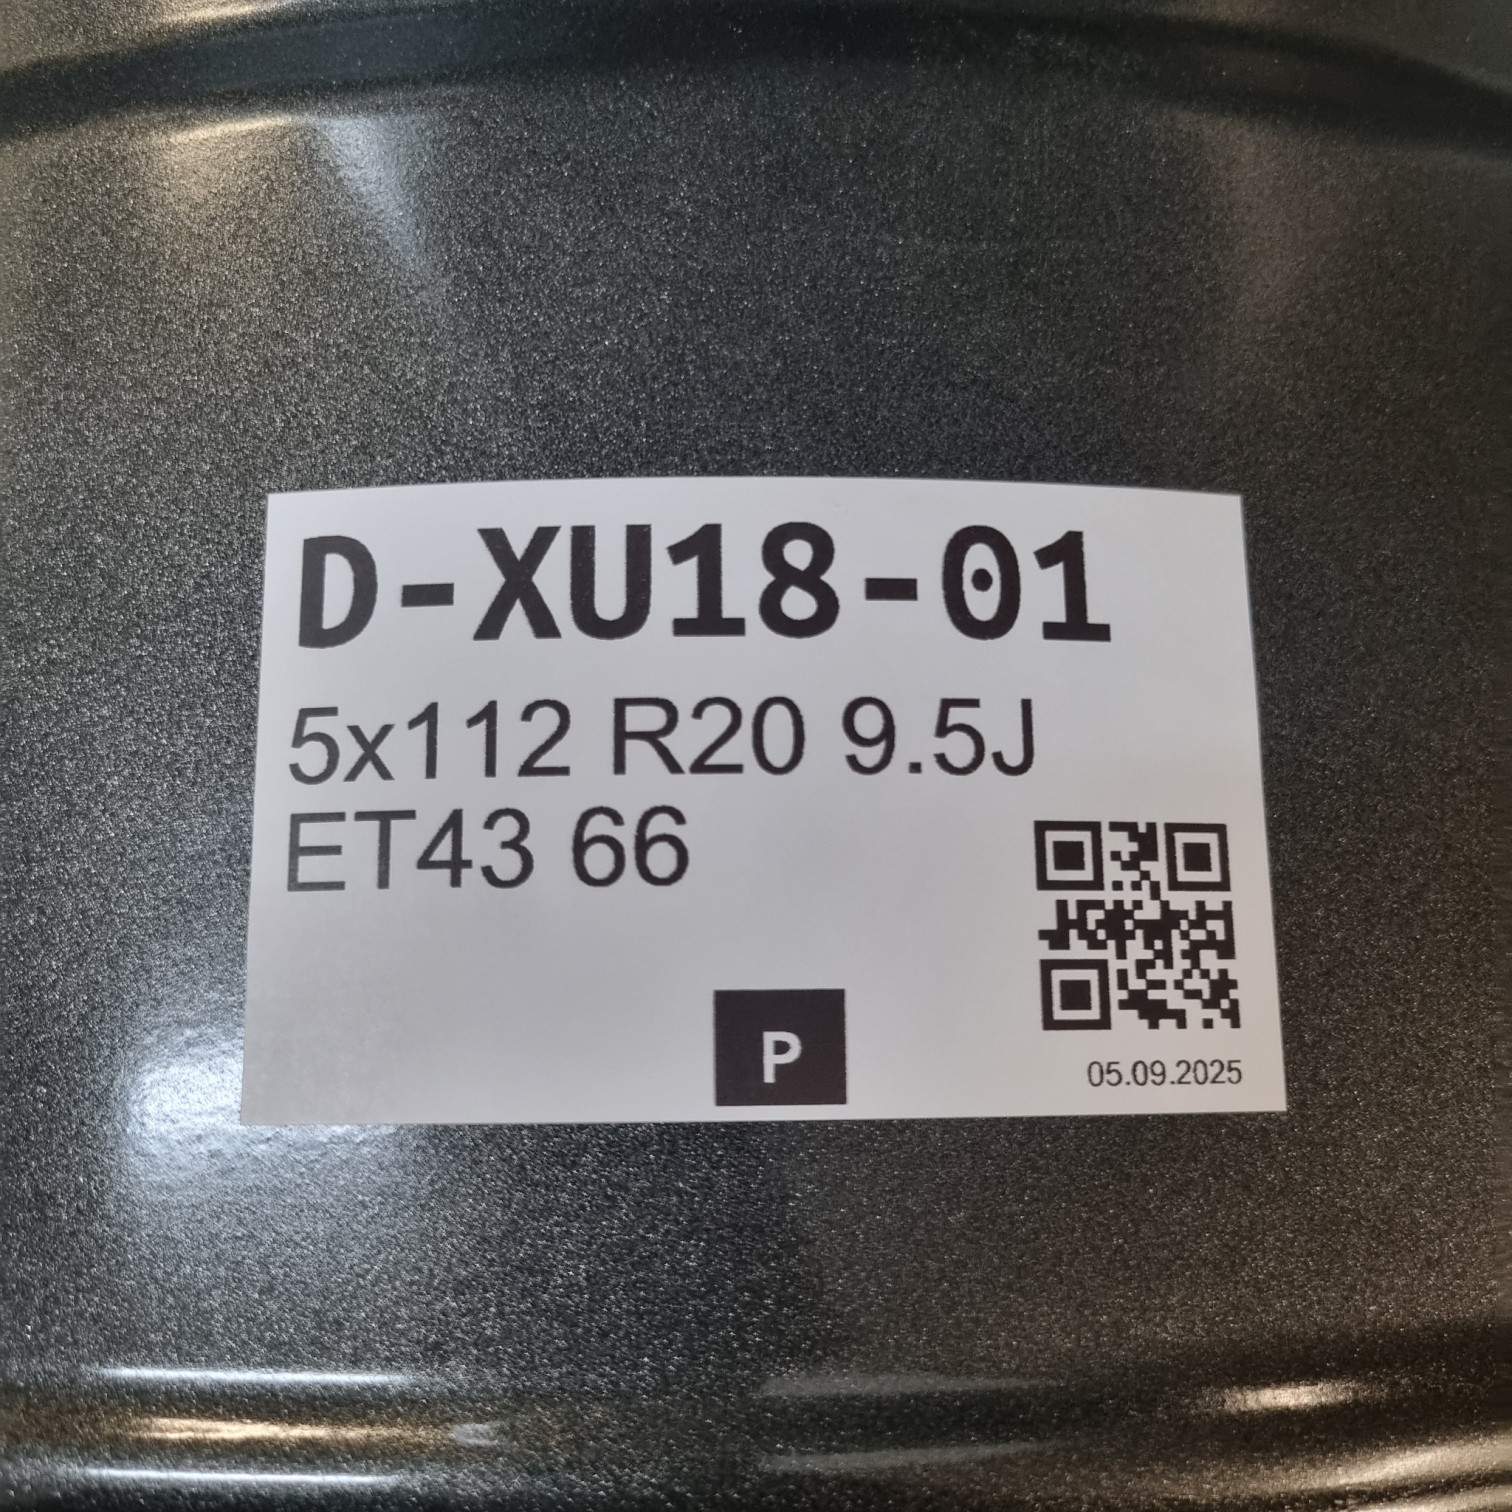 D-XU18-01
5x112 R20 9.5J
ET43 66
P
05.09.2025